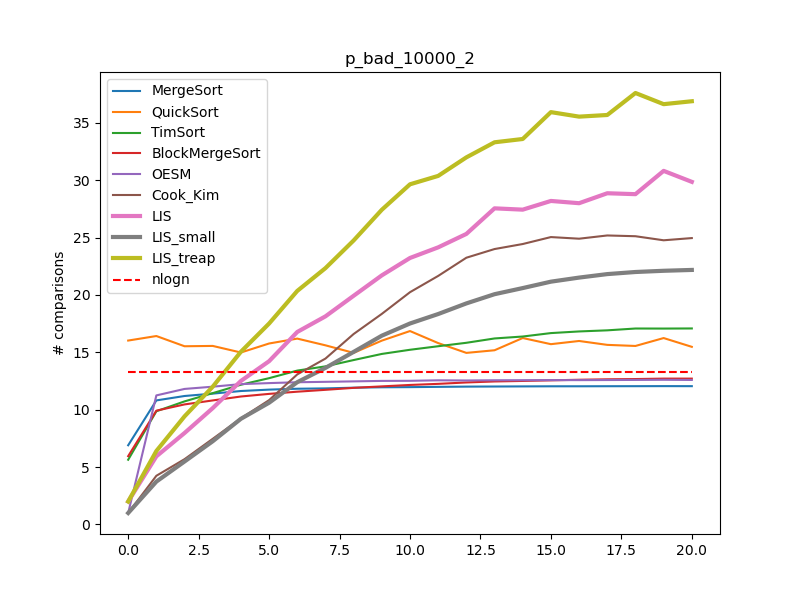 p_bad_10000_2
MergeSort
QuickSort
TimSort
BlockMergeSort
OESM
Cook_Kim
LIS
LIS_small
LIS_treap
nlogn
# comparisons
35
30
25
20
15
10
5
0
0.0 2.5 5.0 7.5 10.0 12.5 15.0 17.5 20.0